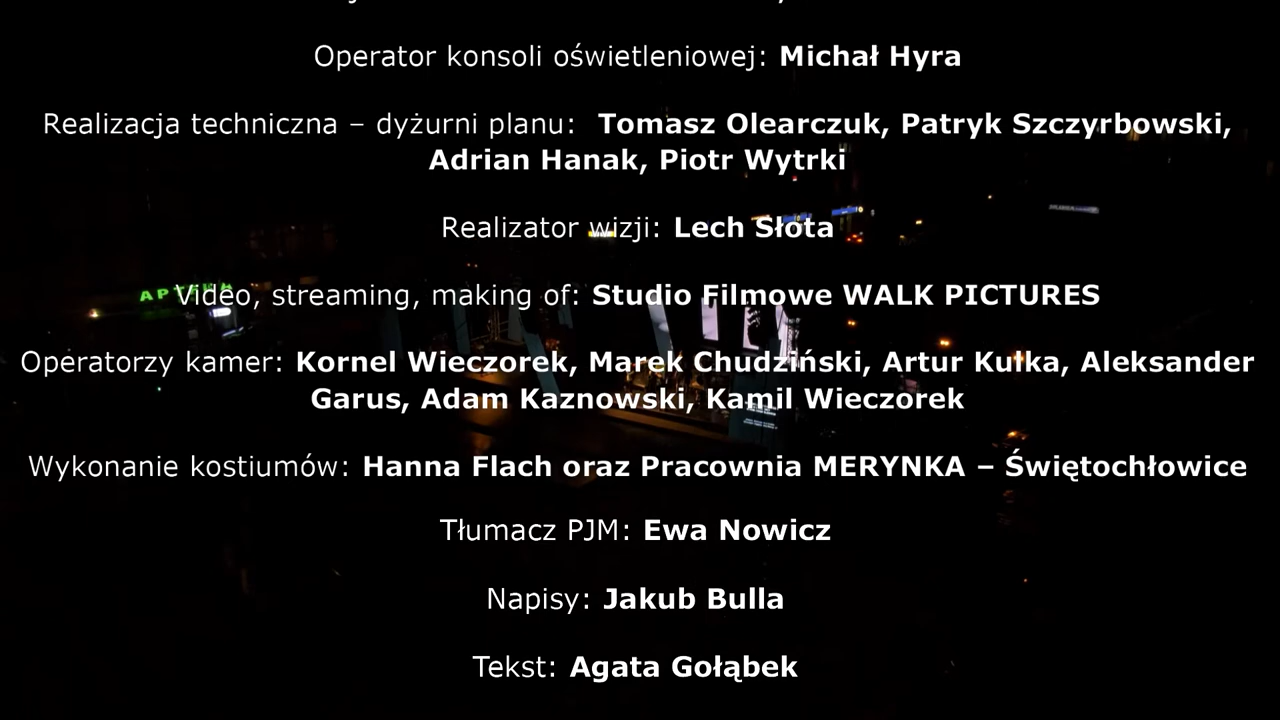 Operator konsoli oświetleniowej: Michał Hyra
Realizacja techniczna – dyżurni planu: Tomasz Olearczuk, Patryk Szczyrbowski,
Adrian Hanak, Piotr Wytrki
Realizator wizji: Lech Słota
APTEKA
Video, streaming, making of: Studio Filmowe WALK PICTURES
Operatorzy kamer: Kornel Wieczorek, Marek Chudziński, Artur Kułka, Aleksander
Garus, Adam Kaznowski, Kamil Wieczorek
Wykonanie kostiumów: Hanna Flach oraz Pracownia MERYNKA – Świętochłowice
Tłumacz PJM: Ewa Nowicz
Napisy: Jakub Bulla
Tekst: Agata Gołąbek